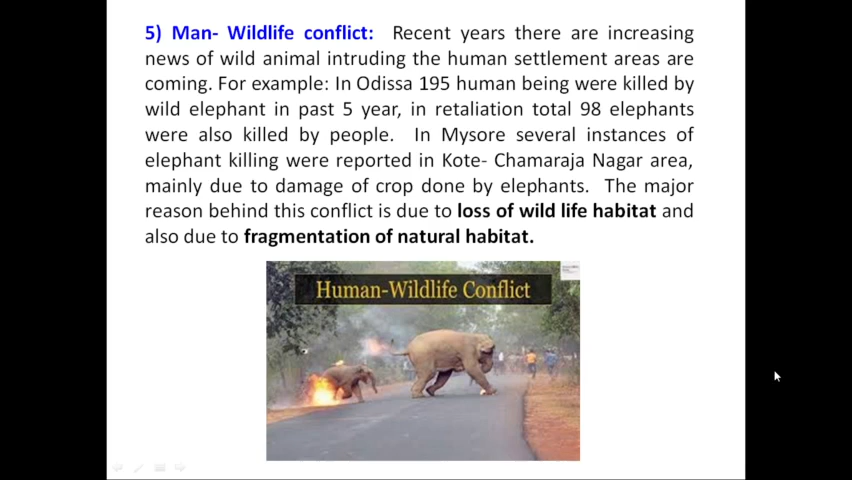 5) Man- Wildlife conflict: Recent years there are increasing
news of wild animal intruding the human settlement areas are
coming. For example: In Odissa 195 human being were killed by
wild elephant in past 5 year, in retaliation total 98 elephants
were also killed by people. In Mysore several instances of
elephant killing were reported in Kote- Chamaraja Nagar area,
mainly due to damage of crop done by elephants. The major
reason behind this conflict is due to loss of wild life habitat and
also due to fragmentation of natural habitat.
Human-Wildlife Conflict